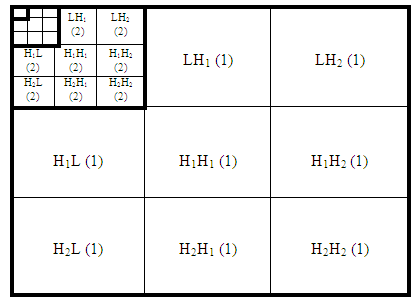 LH₁ LH₂
(2) (2)
H₁L H₁H₁ H₁H₂
(2) (2) (2)
H₂L H₂H₁ H₂H₂
(2) (2) (2)
LH₁ (1) LH₂ (1)
H₁L (1) H₁H₁ (1) H₁H₂ (1)
H₂L (1) H₂H₁ (1) H₂H₂ (1)